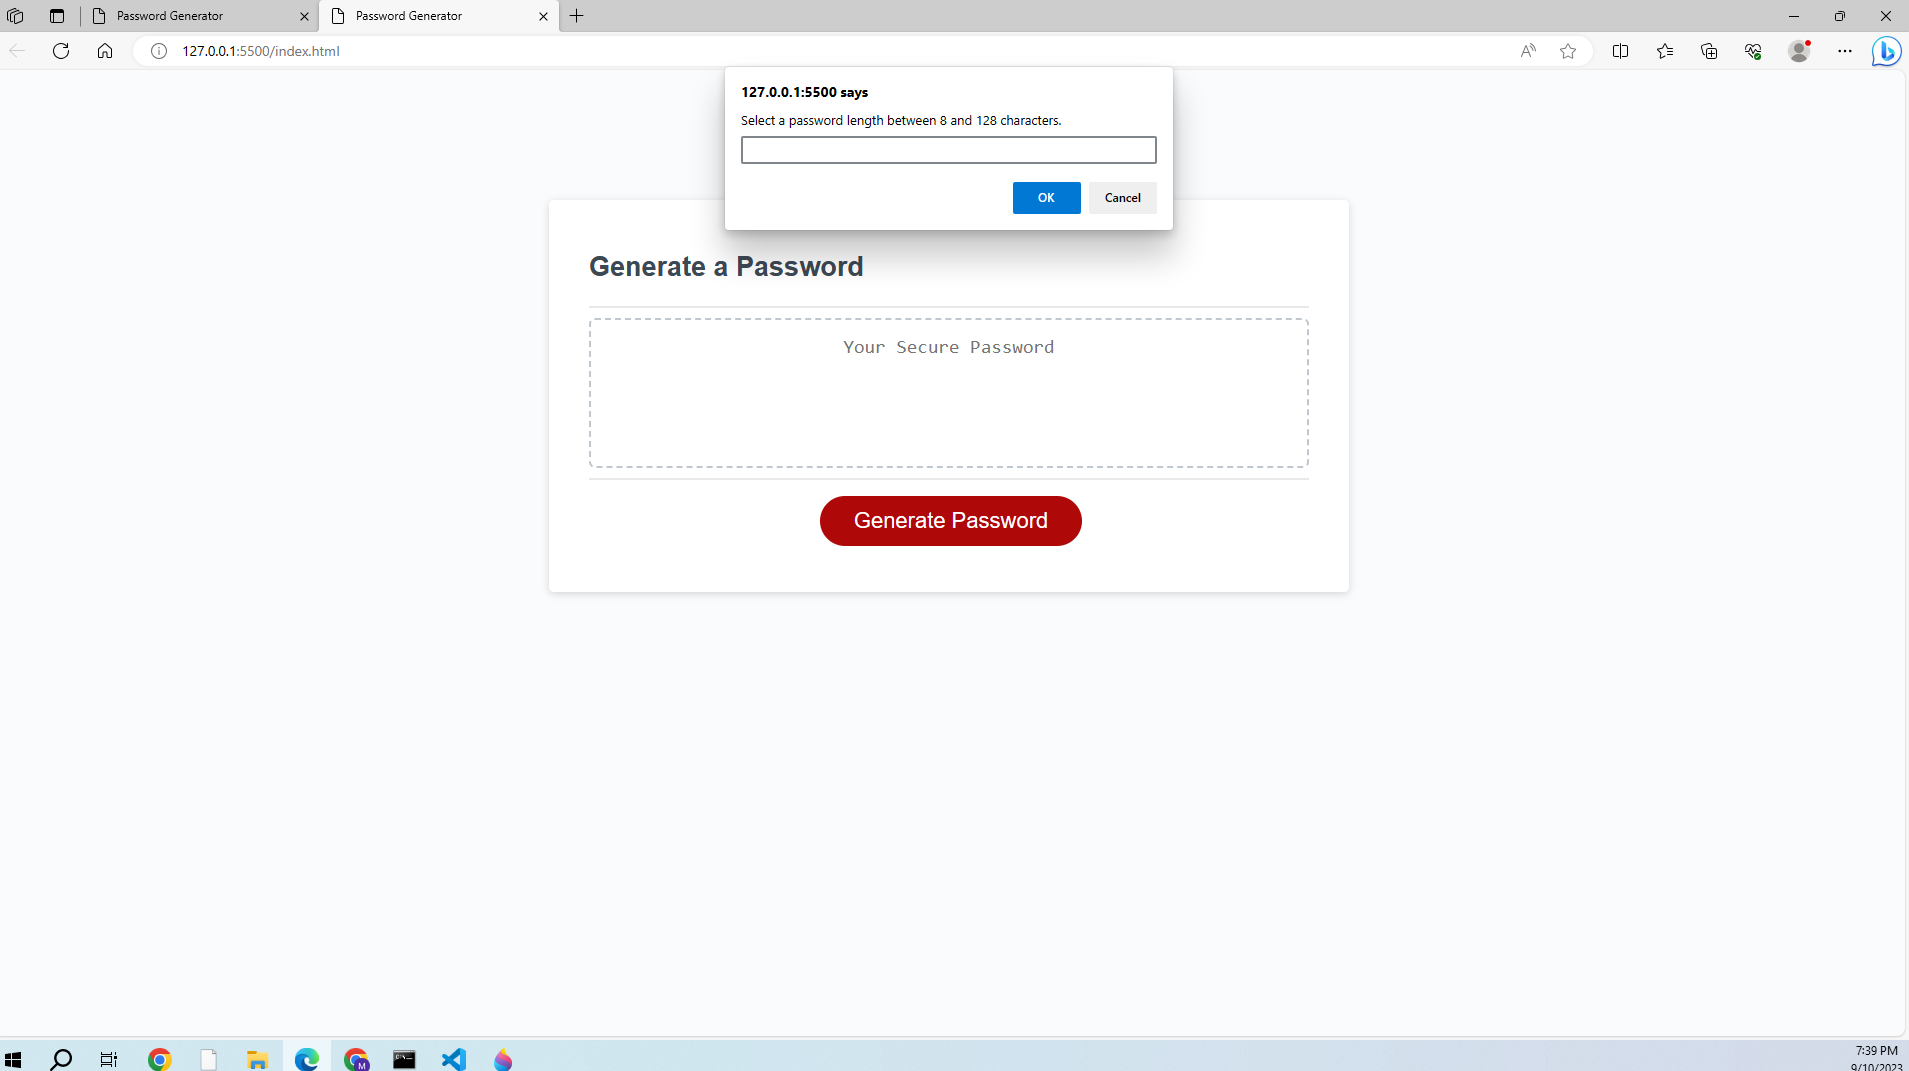 Password Generator
Password Generator
127.0.0.1:5500/index.html
127.0.0.1:5500 says
Select a password length between 8 and 128 characters.
OK
Cancel
Generate a Password
Your Secure Password
Generate Password
7:39 PM
9/10/2023